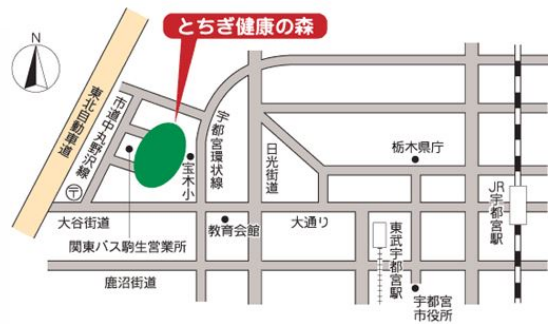 とちぎ健康の森
N
東北自動車道
市道中丸野沢線
宝木小
宇都宮環状線
日光街道
栃木県庁
JR宇都宮駅
大谷街道
関東バス駒生営業所
教育会館
大通り
東武宇都宮駅
鹿沼街道
宇都宮
市役所